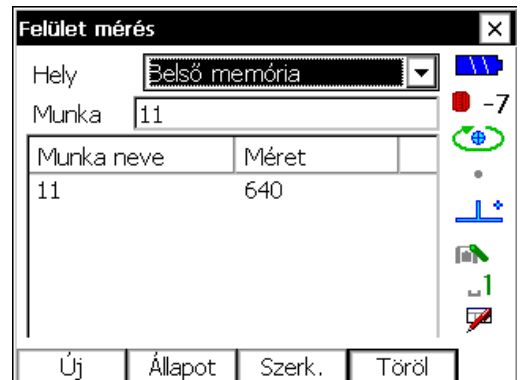 Felület mérés
Hely Belső memória
-7
Munka 11
Munka neve Méret
11 640
1
Új Állapot Szerk. Töröl